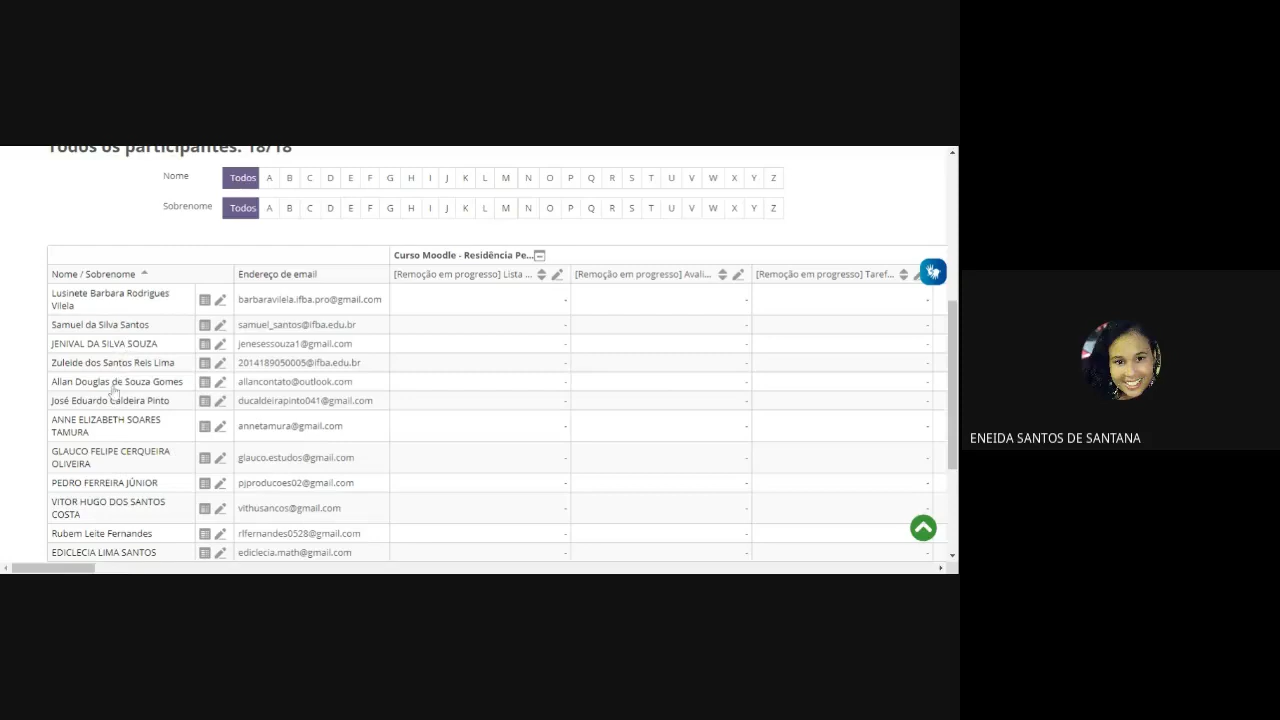 Todos os participantes: 18/18
Nome Todos A B C D E F G H I J K L M N O P Q R S T U V W X Y Z
Sobrenome Todos A B C D E F G H I J K L M N O P Q R S T U V W X Y Z
Curso Moodle - Residência Pe...
Nome / Sobrenome Endereço de email [Remoção em progresso] Lista ... [Remoção em progresso] Avali... [Remoção em progresso] Taref...
Lusinete Barbara Rodrigues
Vilela
barbaravilela.ifba.pro@gmail.com - - -
Samuel da Silva Santos samuel_santos@ifba.edu.br - - -
JENIVAL DA SILVA SOUZA jenesessouza1@gmail.com - - -
Zuleide dos Santos Reis Lima 2014189050005@ifba.edu.br - - -
Allan Douglas de Souza Gomes allancontato@outlook.com - - -
José Eduardo Caldeira Pinto ducaldeirapinto041@gmail.com - - -
ANNE ELIZABETH SOARES
TAMURA
annetamura@gmail.com - - -
GLAUCO FELIPE CERQUEIRA
OLIVEIRA
glauco.estudos@gmail.com - - -
PEDRO FERREIRA JÚNIOR pjproducoes02@gmail.com - - -
VITOR HUGO DOS SANTOS
COSTA
vithusancos@gmail.com - - -
Rubem Leite Fernandes rlfernandes0528@gmail.com - - -
EDICLECIA LIMA SANTOS ediclecia.math@gmail.com - - -
ENEIDA SANTOS DE SANTANA